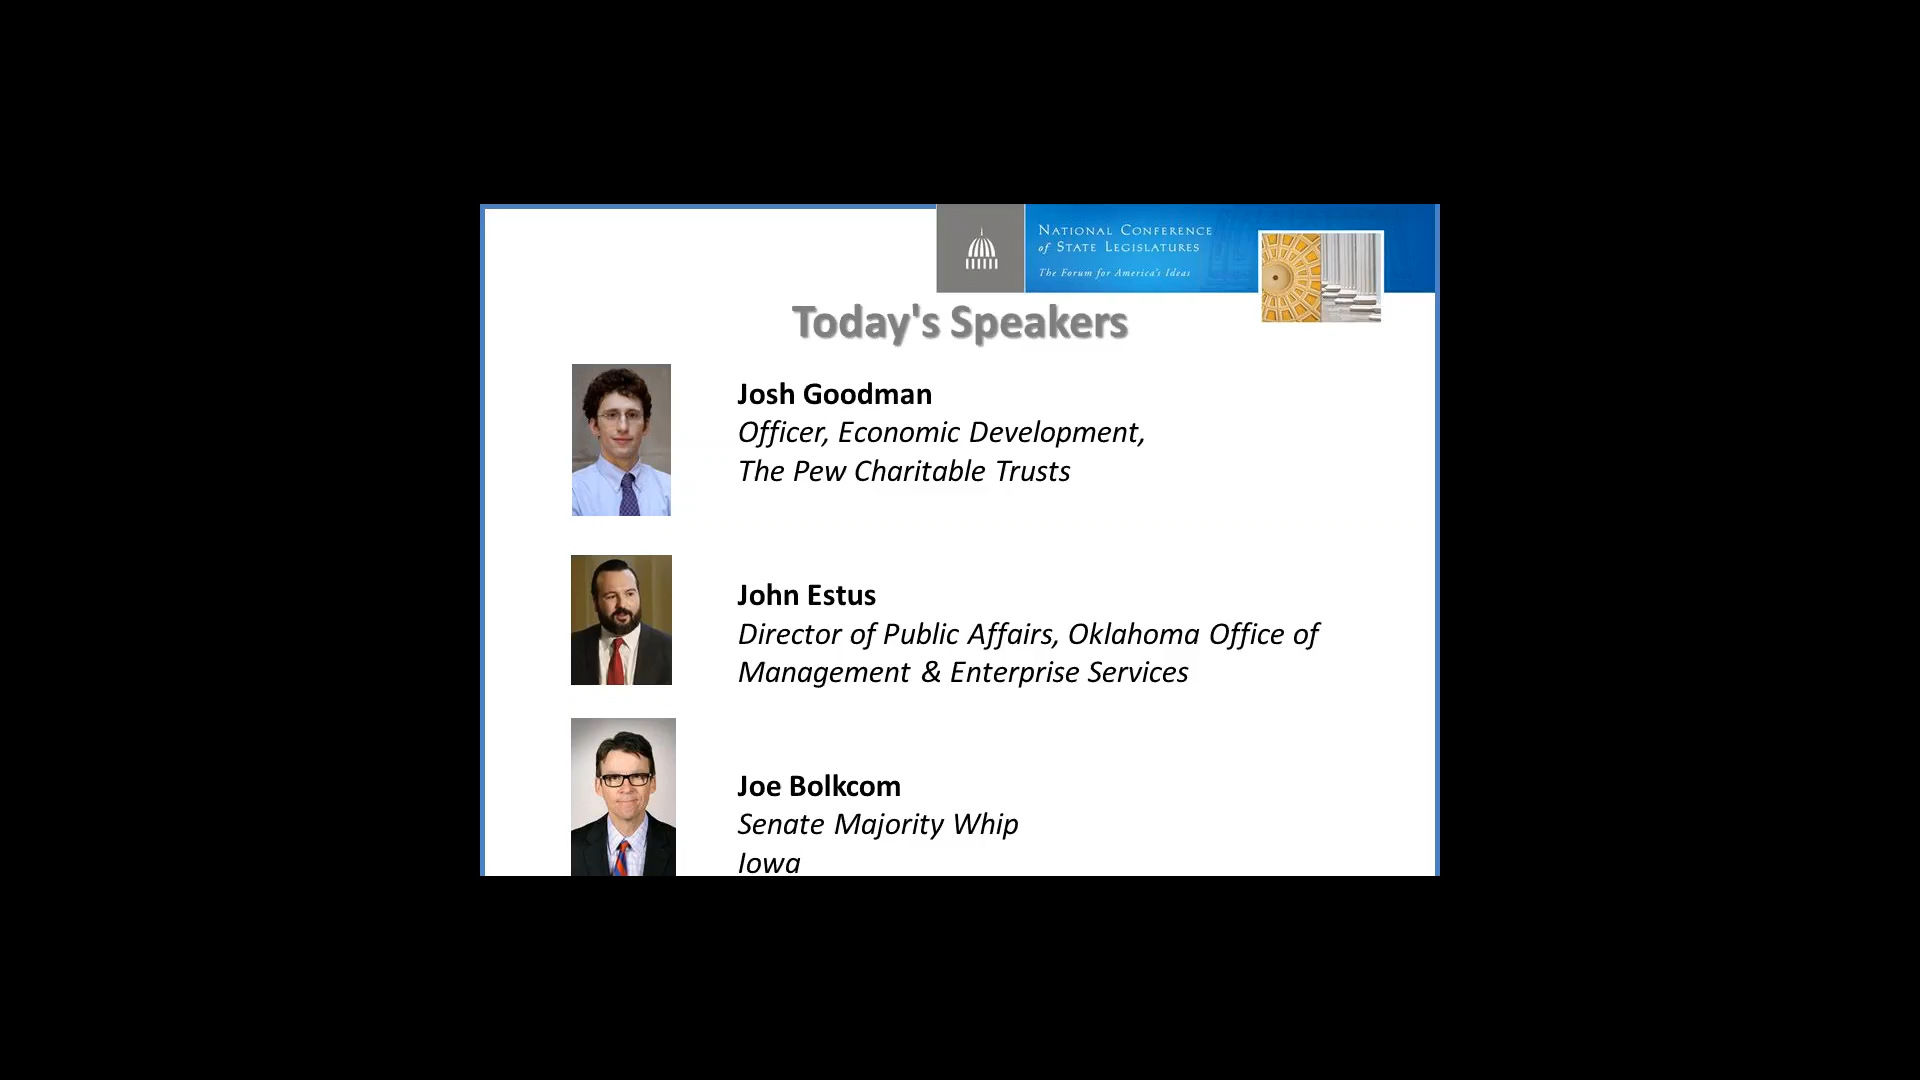 NATIONAL CONFERENCE
of STATE LEGISLATURES
The Forum for America's Ideas
Today's Speakers
Josh Goodman
Officer, Economic Development,
The Pew Charitable Trusts
John Estus
Director of Public Affairs, Oklahoma Office of
Management & Enterprise Services
Joe Bolkcom
Senate Majority Whip
Iowa